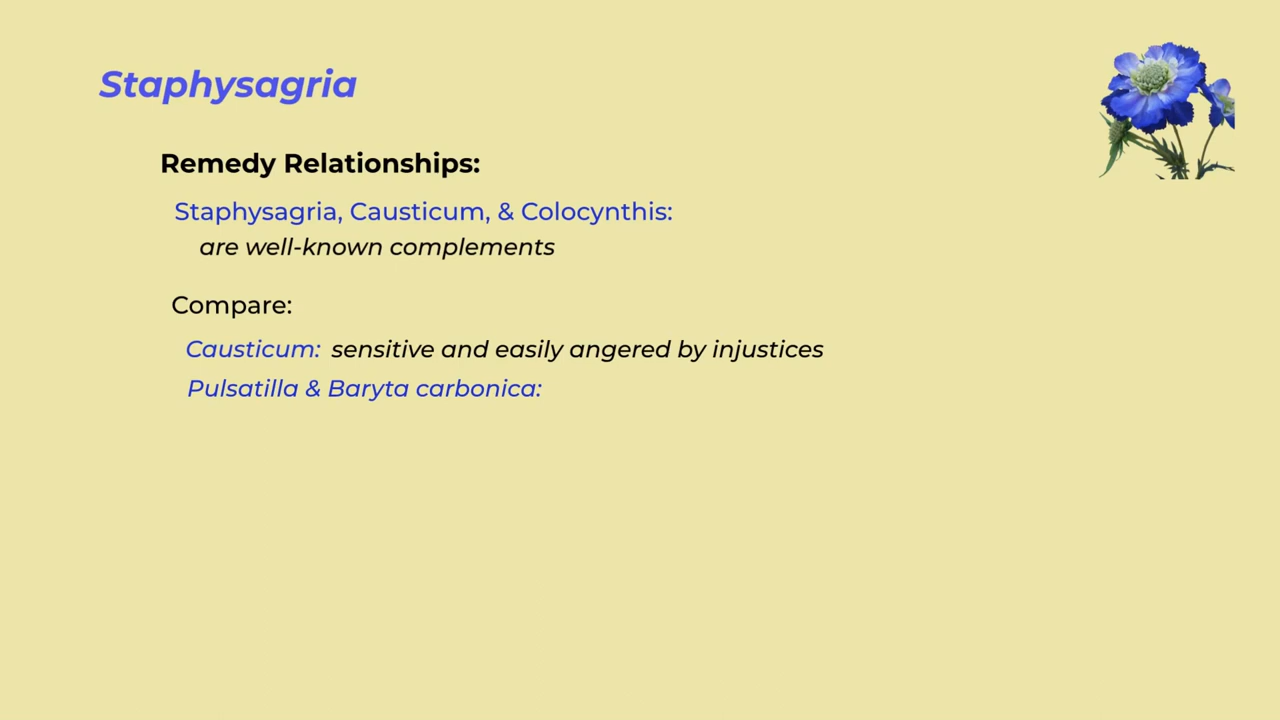 Staphysagria
Remedy Relationships:
Staphysagria, Causticum, & Colocynthis:
are well-known complements
Compare:
Causticum: sensitive and easily angered by injustices
Pulsatilla & Baryta carbonica: